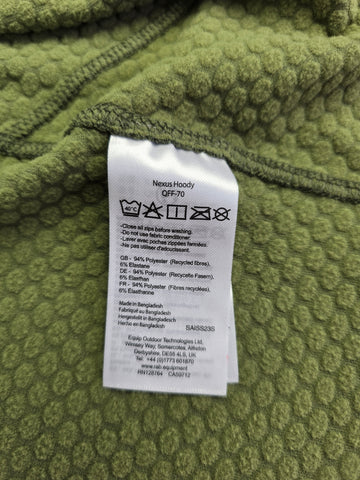 Nexus Hoody
QFF-70
40°C
-Close all zips before washing.
-Do not use fabric conditioner.
-Laver avec poches zippées fermées.
-Ne pas utiliser d'adoucissant.
GB - 94% Polyester (Recycled fibre).
6% Elastane
DE - 94% Polyester (Recycelte Fasern).
6% Elasthan
FR - 94% Polyester (Fibres recyclées).
6% Elasthanne
Made in Bangladesh
Fabriqué au Bangladesh
Hergestellt in Bangladesh
Hecho en Bangladesh
SAISS23S
Equip Outdoor Technologies Ltd,
Wimsey Way, Somercotes, Alfreton
Derbyshire, DE55 4LS, UK
Tel: +44 (0)1773 601870
www.rab.equipment
RN128764 CA59712